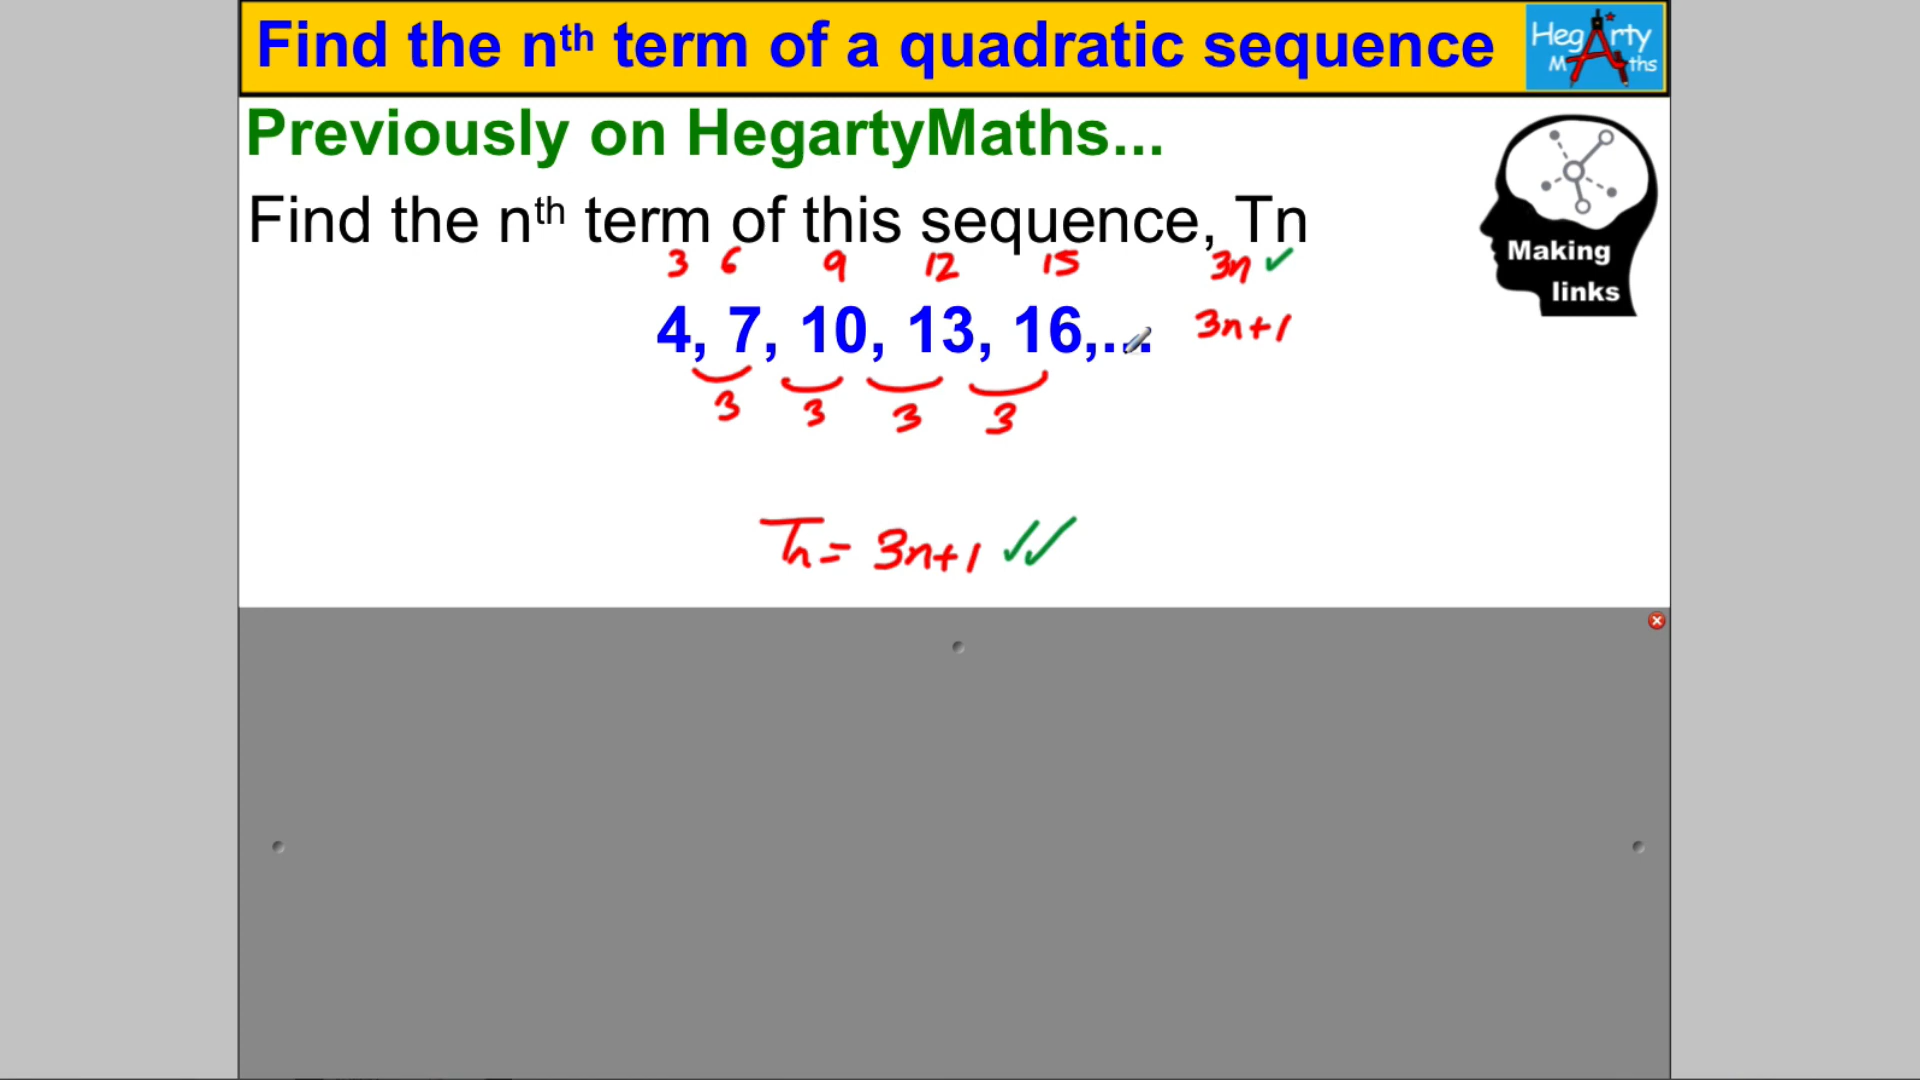 Find the nth term of a quadratic sequence
HegArty
Maths
Previously on HegartyMaths...
Find the nth term of this sequence, Tn
3 6 9 12 15 3n ✓
4, 7, 10, 13, 16,... 3n+1
3 3 3 3
Tn = 3n+1 ✓✓
Making
links